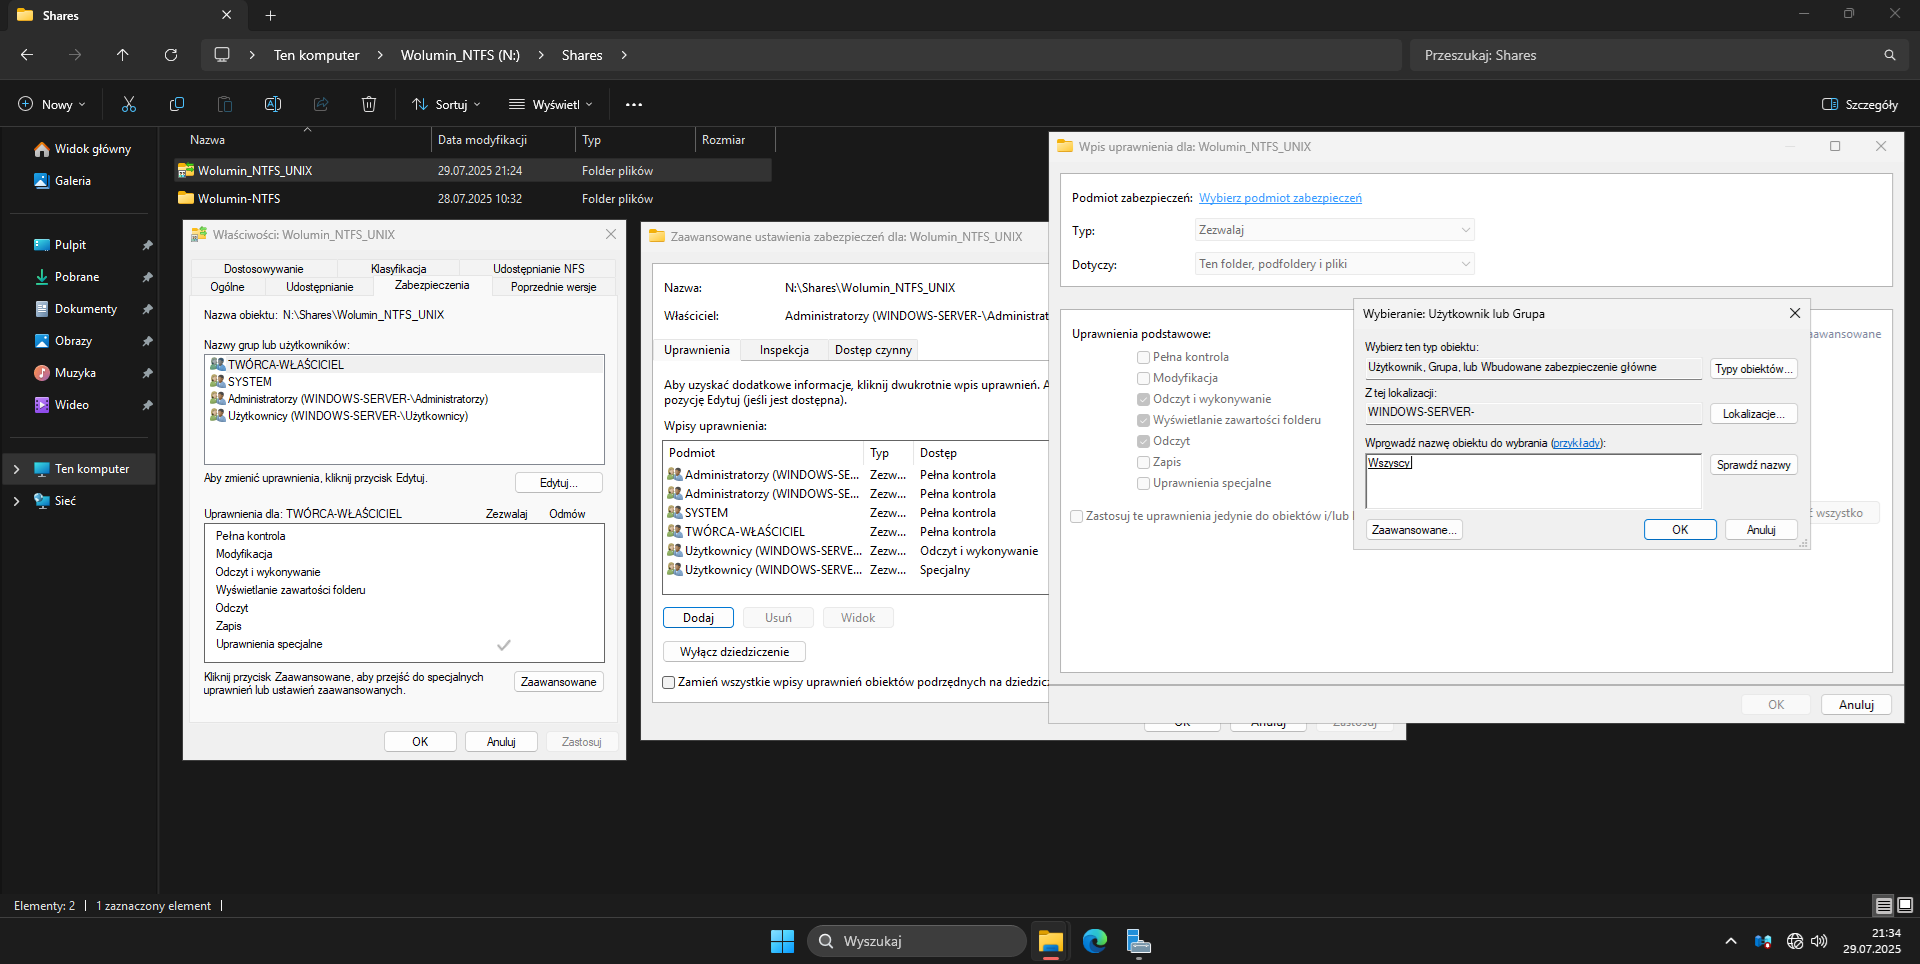 Shares
Ten komputer
Wolumin_NTFS (N:)
Shares
Przeszukaj: Shares
Nowy
Sortuj
Wyświetl
Szczegóły
Widok główny
Galeria
Pulpit
Pobrane
Dokumenty
Obrazy
Muzyka
Wideo
Ten komputer
Sieć
Nazwa
Data modyfikacji
Typ
Rozmiar
Wolumin_NTFS_UNIX
29.07.2025 21:24
Folder plików
Wolumin-NTFS
28.07.2025 10:32
Folder plików
Właściwości: Wolumin_NTFS_UNIX
Dostosowywanie
Klasyfikacja
Udostępnianie NFS
Ogólne
Udostępnianie
Zabezpieczenia
Poprzednie wersje
Nazwa obiektu: N:\Shares\Wolumin_NTFS_UNIX
Nazwy grup lub użytkowników:
TWÓRCA-WŁAŚCICIEL
SYSTEM
Administratorzy (WINDOWS-SERVER-\Administratorzy)
Użytkownicy (WINDOWS-SERVER-\Użytkownicy)
Aby zmienić uprawnienia, kliknij przycisk Edytuj.
Edytuj...
Uprawnienia dla: TWÓRCA-WŁAŚCICIEL
Zezwalaj
Odmów
Pełna kontrola
Modyfikacja
Odczyt i wykonywanie
Wyświetlanie zawartości folderu
Odczyt
Zapis
Uprawnienia specjalne
Kliknij przycisk Zaawansowane, aby przejść do specjalnych
uprawnień lub ustawień zaawansowanych.
Zaawansowane
OK
Anuluj
Zastosuj
Zaawansowane ustawienia zabezpieczeń dla: Wolumin_NTFS_UNIX
Nazwa:
N:\Shares\Wolumin_NTFS_UNIX
Właściciel:
Administratorzy (WINDOWS-SERVER-\Administrat
Uprawnienia
Inspekcja
Dostęp czynny
Aby uzyskać dodatkowe informacje, kliknij dwukrotnie wpis uprawnień. A
pozycję Edytuj (jeśli jest dostępna).
Wpisy uprawnienia:
Podmiot
Typ
Dostęp
Administratorzy (WINDOWS-SE...
Zezw...
Pełna kontrola
Administratorzy (WINDOWS-SE...
Zezw...
Pełna kontrola
SYSTEM
Zezw...
Pełna kontrola
TWÓRCA-WŁAŚCICIEL
Zezw...
Pełna kontrola
Użytkownicy (WINDOWS-SERVE...
Zezw...
Odczyt i wykonywanie
Użytkownicy (WINDOWS-SERVE...
Zezw...
Specjalny
Dodaj
Usuń
Widok
Wyłącz dziedziczenie
Zamień wszystkie wpisy uprawnień obiektów podrzędnych na dziedzic
OK
Anuluj
Zastosuj
Wpis uprawnienia dla: Wolumin_NTFS_UNIX
Podmiot zabezpieczeń:
Wybierz podmiot zabezpieczeń
Typ:
Zezwalaj
Dotyczy:
Ten folder, podfoldery i pliki
Uprawnienia podstawowe:
aawansowane
Pełna kontrola
Modyfikacja
Odczyt i wykonywanie
Wyświetlanie zawartości folderu
Odczyt
Zapis
Uprawnienia specjalne
Zastosuj te uprawnienia jedynie do obiektów i/lub
wszystko
OK
Anuluj
Wybieranie: Użytkownik lub Grupa
Wybierz ten typ obiektu:
Użytkownik, Grupa, lub Wbudowane zabezpieczenie główne
Typy obiektów...
Z tej lokalizacji:
WINDOWS-SERVER-
Lokalizacje...
Wprowadź nazwę obiektu do wybrania (przykłady):
Wszyscy
Sprawdź nazwy
Zaawansowane...
OK
Anuluj
Elementy: 2
1 zaznaczony element
Wyszukaj
21:34
29.07.2025